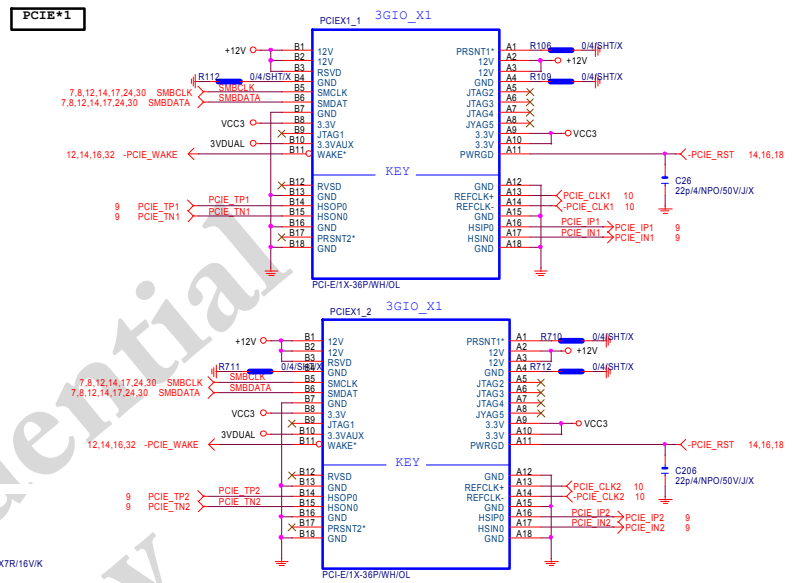 PCIE*1
PCIEX1_1 3GIO_X1
+12V B1 12V PRSNT1* A1 R106 0/4/SHT/X
B2 12V 12V A2 +12V
B3 RSVD 12V A3
R112 0/4/SHT/X B4 GND GND A4 R109 0/4/SHT/X
7,8,12,14,17,24,30 SMBCLK SMBCLK B5 SMCLK JTAG2 A5
7,8,12,14,17,24,30 SMBDATA SMBDATA B6 SMDAT JTAG3 A6
B7 GND JTAG4 A7
VCC3 B8 3.3V JYAG5 A8
B9 JTAG1 3.3V A9 VCC3
3VDUAL B10 3.3VAUX 3.3V A10
12,14,16,32 -PCIE_WAKE B11 WAKE* PWRGD A11 -PCIE_RST 14,16,18
KEY
C26
22p/4/NPO/50V/J/X
B12 RVSD GND A12
B13 GND REFCLK+ A13 PCIE_CLK1 10
9 PCIE_TP1 PCIE_TP1 B14 HSOP0 REFCLK- A14 -PCIE_CLK1 10
9 PCIE_TN1 PCIE_TN1 B15 HSON0 GND A15
B16 GND HSIP0 A16 PCIE_IP1 PCIE_IP1 9
B17 PRSNT2* HSIN0 A17 PCIE_IN1 PCIE_IN1 9
B18 GND GND A18
PCI-E/1X-36P/WH/OL
PCIEX1_2 3GIO_X1
+12V B1 12V PRSNT1* A1 R710 0/4/SHT/X
B2 12V 12V A2 +12V
B3 RSVD 12V A3
R711 0/4/SHT/X B4 GND GND A4 R712 0/4/SHT/X
7,8,12,14,17,24,30 SMBCLK SMBCLK B5 SMCLK JTAG2 A5
7,8,12,14,17,24,30 SMBDATA SMBDATA B6 SMDAT JTAG3 A6
B7 GND JTAG4 A7
VCC3 B8 3.3V JYAG5 A8
B9 JTAG1 3.3V A9 VCC3
3VDUAL B10 3.3VAUX 3.3V A10
12,14,16,32 -PCIE_WAKE B11 WAKE* PWRGD A11 -PCIE_RST 14,16,18
KEY
C206
22p/4/NPO/50V/J/X
B12 RVSD GND A12
B13 GND REFCLK+ A13 PCIE_CLK2 10
9 PCIE_TP2 PCIE_TP2 B14 HSOP0 REFCLK- A14 -PCIE_CLK2 10
9 PCIE_TN2 PCIE_TN2 B15 HSON0 GND A15
B16 GND HSIP0 A16 PCIE_IP2 PCIE_IP2 9
B17 PRSNT2* HSIN0 A17 PCIE_IN2 PCIE_IN2 9
B18 GND GND A18
X7R/16V/K
PCI-E/1X-36P/WH/OL
dential
y